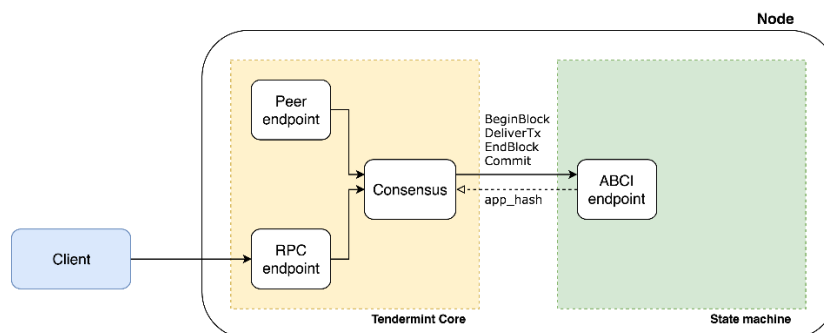 Node
Peer
endpoint
BeginBlock
DeliverTx
EndBlock
Commit
Consensus
ABCI
endpoint
app_hash
Client
RPC
endpoint
Tendermint Core
State machine